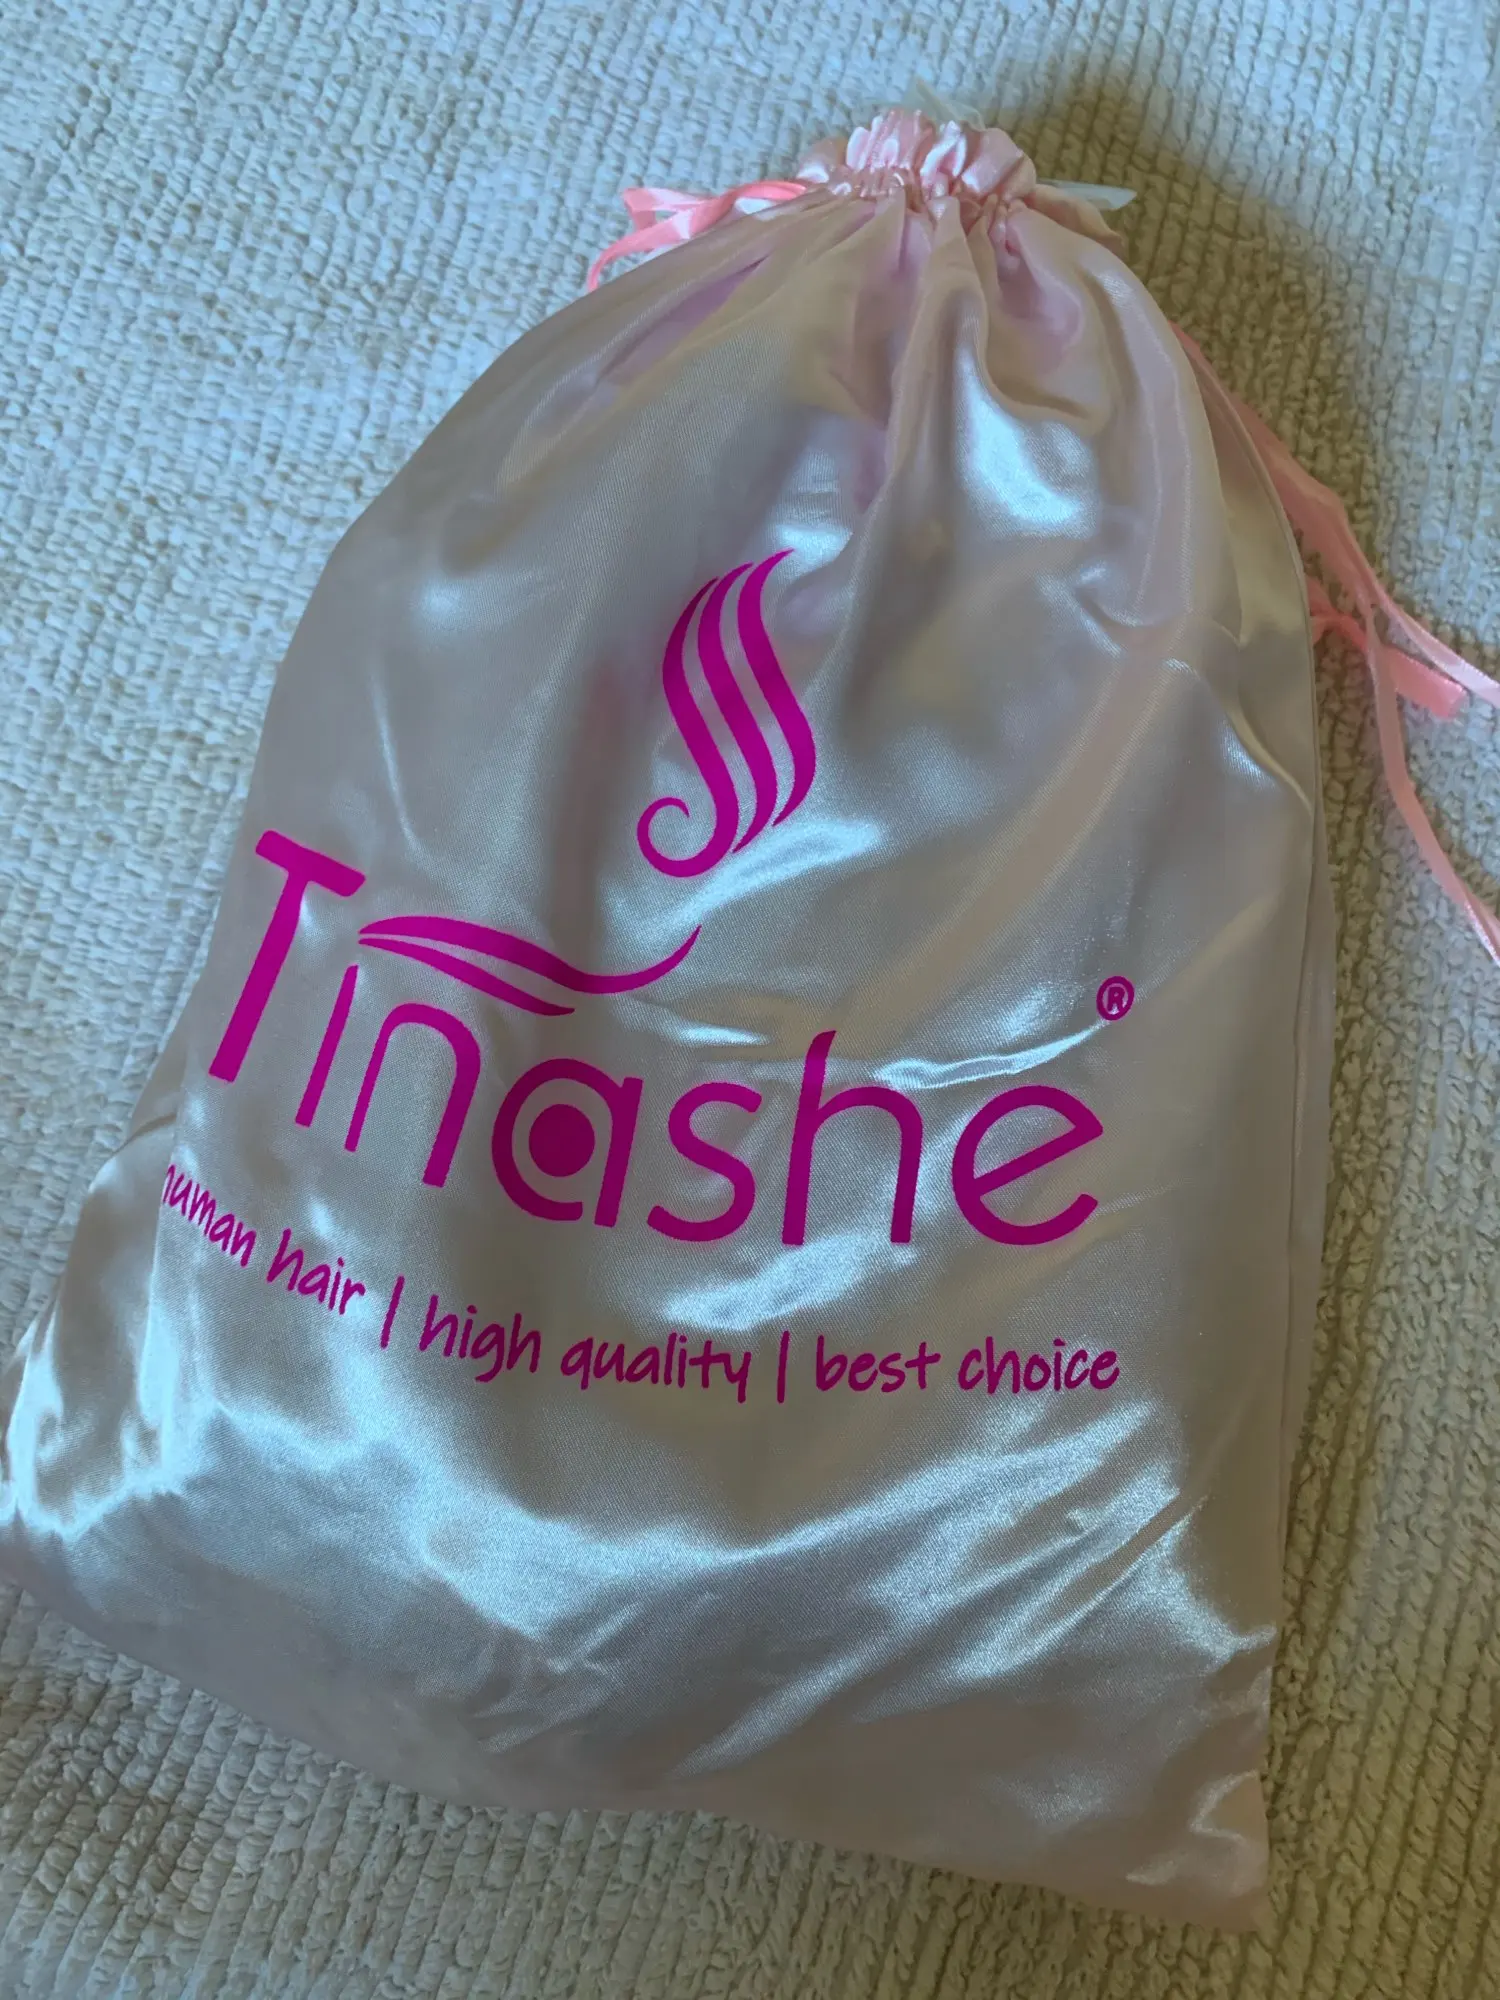 Tinashe®
human hair | high quality | best choice